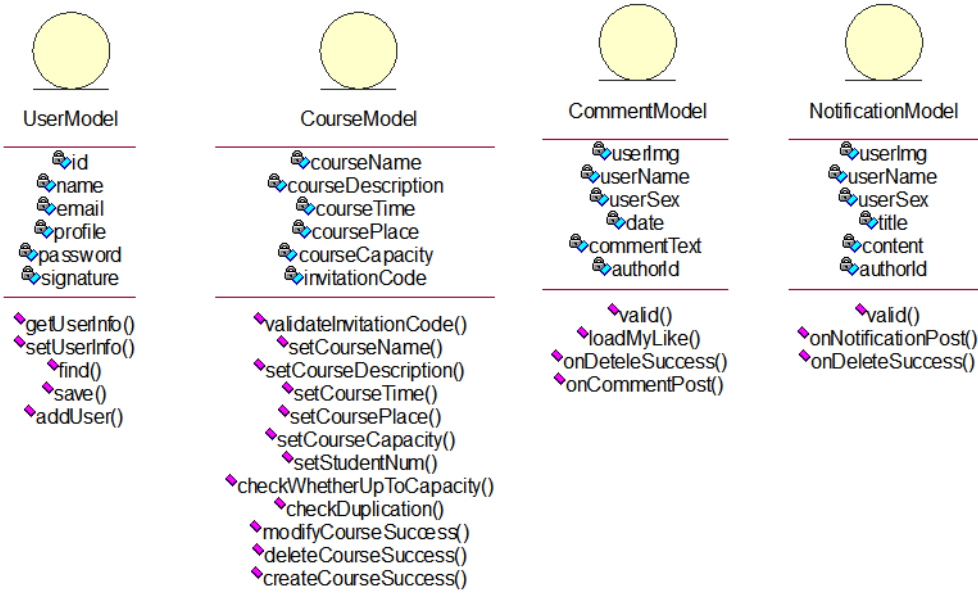 UserModel
id
name
email
profile
password
signature
getUserInfo()
setUserInfo()
find()
save()
addUser()
CourseModel
courseName
courseDescription
courseTime
coursePlace
courseCapacity
invitationCode
validateInvitationCode()
setCourseName()
setCourseDescription()
setCourseTime()
setCoursePlace()
setCourseCapacity()
setStudentNum()
checkWhetherUpToCapacity()
checkDuplication()
modifyCourseSuccess()
deleteCourseSuccess()
createCourseSuccess()
CommentModel
userImg
userName
userSex
date
commentText
authorId
valid()
loadMyLike()
onDeteleSuccess()
onCommentPost()
NotificationModel
userImg
userName
userSex
title
content
authorId
valid()
onNotificationPost()
onDeleteSuccess()